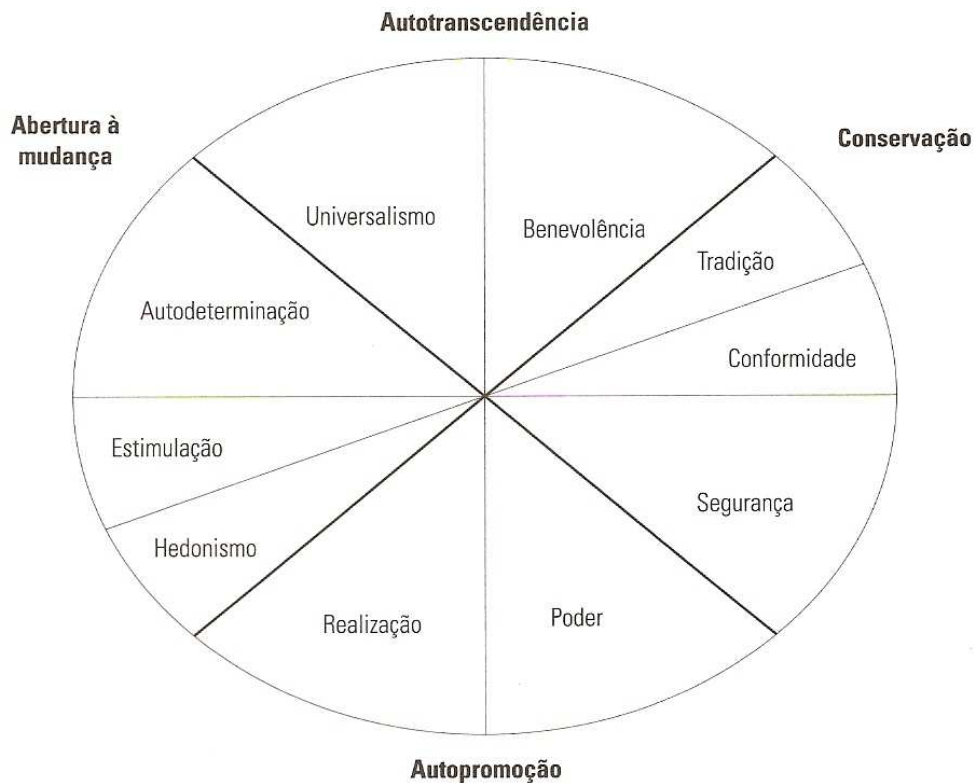 Autotranscendência
Abertura à
mudança
Conservação
Universalismo
Benevolência
Tradição
Autodeterminação
Conformidade
Estimulação
Segurança
Hedonismo
Realização
Poder
Autopromoção